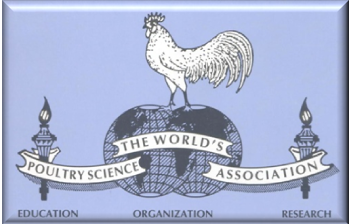 THE WORLD'S
POULTRY SCIENCE ASSOCIATION
EDUCATION ORGANIZATION RESEARCH